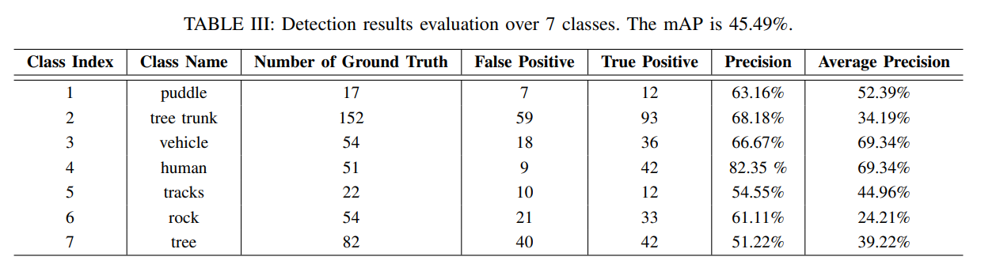 TABLE III: Detection results evaluation over 7 classes. The mAP is 45.49%.
Class Index Class Name Number of Ground Truth False Positive True Positive Precision Average Precision
1 puddle 17 7 12 63.16% 52.39%
2 tree trunk 152 59 93 68.18% 34.19%
3 vehicle 54 18 36 66.67% 69.34%
4 human 51 9 42 82.35 % 69.34%
5 tracks 22 10 12 54.55% 44.96%
6 rock 54 21 33 61.11% 24.21%
7 tree 82 40 42 51.22% 39.22%